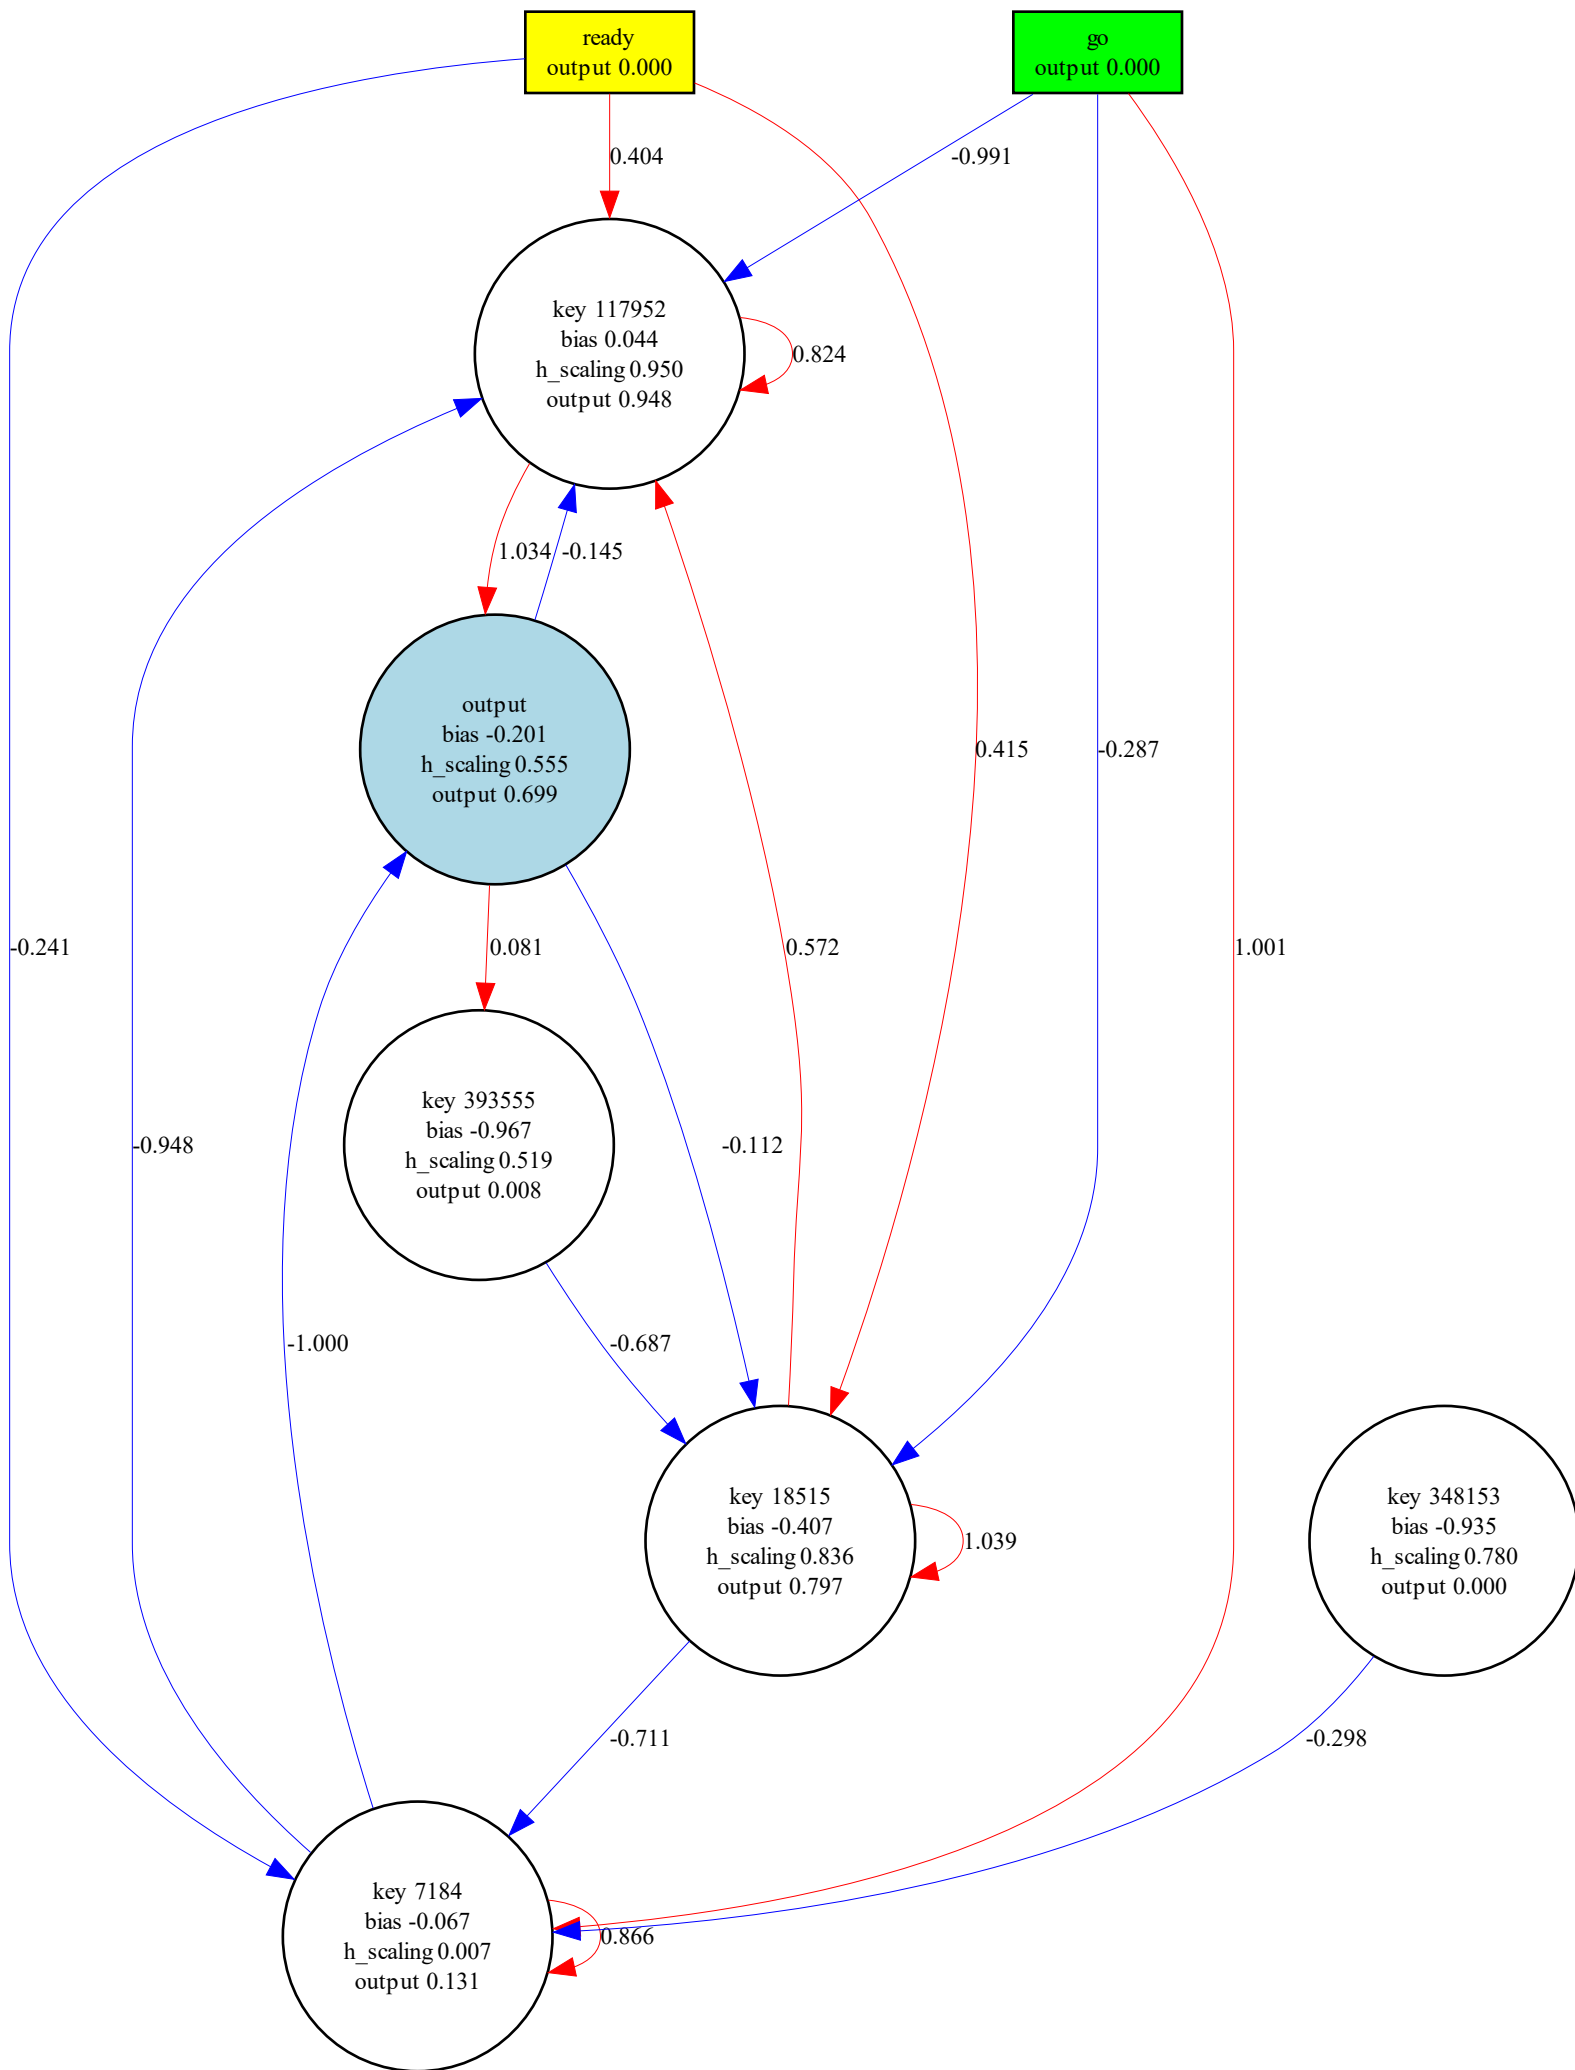 ready
output 0.000
go
output 0.000
0.404
-0.991
key 117952
bias 0.044
h_scaling 0.950
output 0.948
0.824
1.034
-0.145
output
bias -0.201
h_scaling 0.555
output 0.699
0.415
-0.287
-0.241
0.081
0.572
1.001
key 393555
bias -0.967
h_scaling 0.519
output 0.008
-0.948
-0.112
-1.000
-0.687
key 18515
bias -0.407
h_scaling 0.836
output 0.797
1.039
key 348153
bias -0.935
h_scaling 0.780
output 0.000
-0.711
-0.298
key 7184
bias -0.067
h_scaling 0.007
output 0.131
0.866